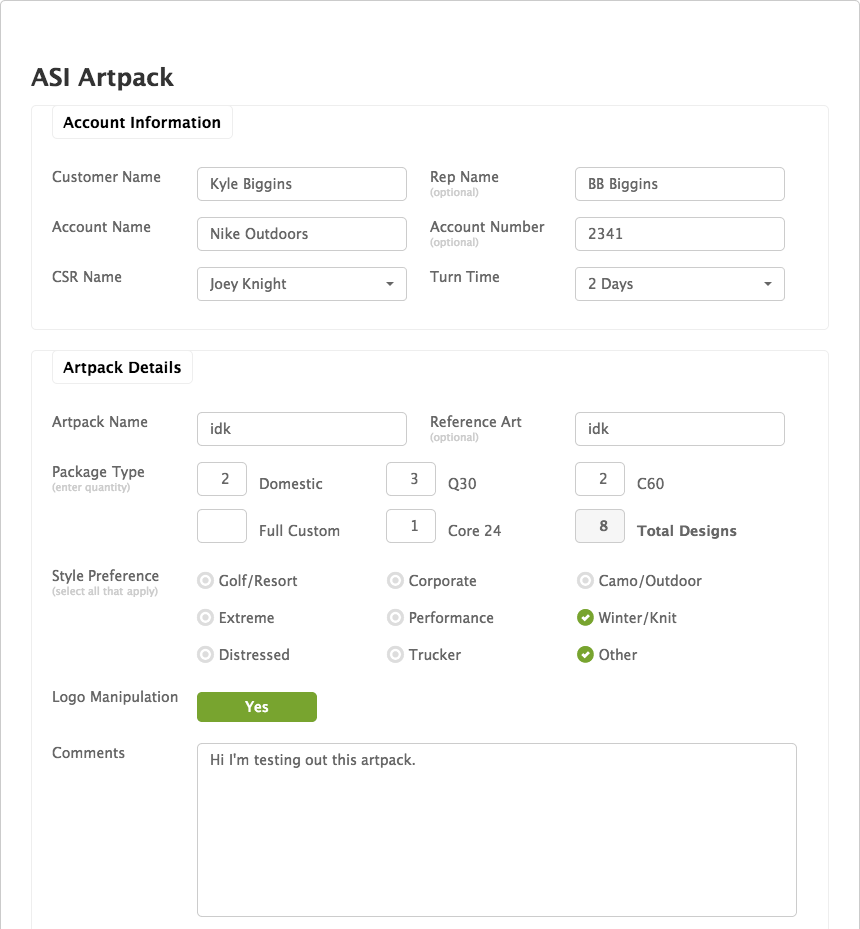 ASI Artpack
Account Information
Customer Name Kyle Biggins Rep Name BB Biggins
(optional)
Account Name Nike Outdoors Account Number 2341
(optional)
CSR Name Joey Knight Turn Time 2 Days
Artpack Details
Artpack Name idk Reference Art idk
(optional)
Package Type 2 Domestic 3 Q30 2 C60
(enter quantity)
Full Custom 1 Core 24 8 Total Designs
Style Preference Golf/Resort Corporate Camo/Outdoor
(select all that apply)
Extreme Performance Winter/Knit
Distressed Trucker Other
Logo Manipulation Yes
Comments Hi I'm testing out this artpack.